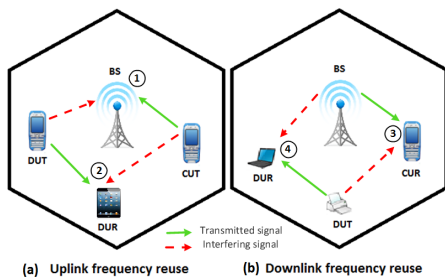 BS
1
DUT
2
CUT
DUR
BS
3
4
DUR
CUR
DUT
Transmitted signal
Interfering signal
(a) Uplink frequency reuse
(b) Downlink frequency reuse